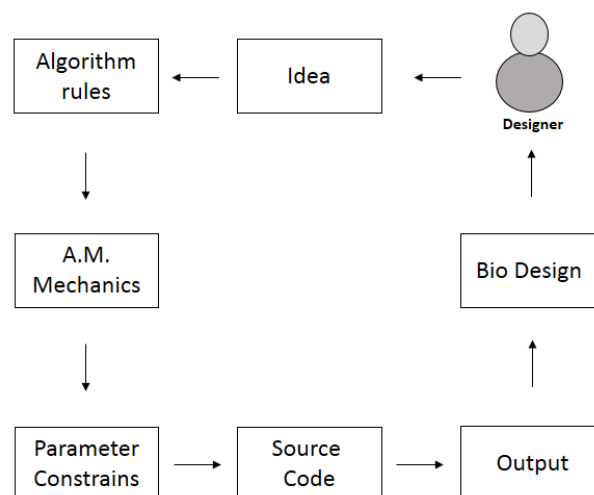 Algorithm
rules
Idea
Designer
A.M.
Mechanics
Bio Design
Parameter
Constrains
Source
Code
Output